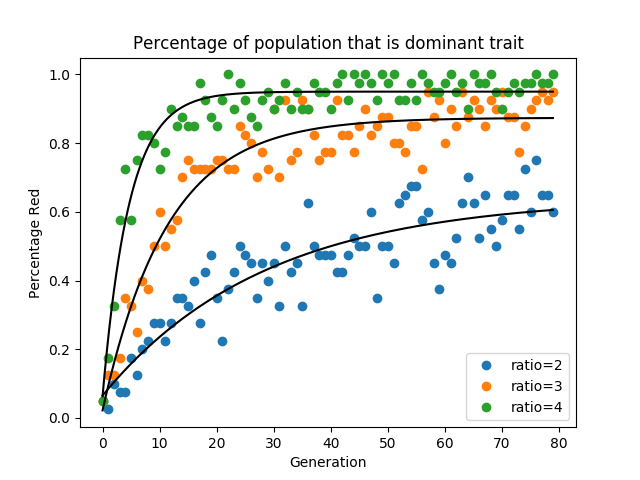 Percentage of population that is dominant trait
1.0
0.8
0.6
0.4
0.2
0.0
Percentage Red
0 10 20 30 40 50 60 70 80
Generation
ratio=2
ratio=3
ratio=4